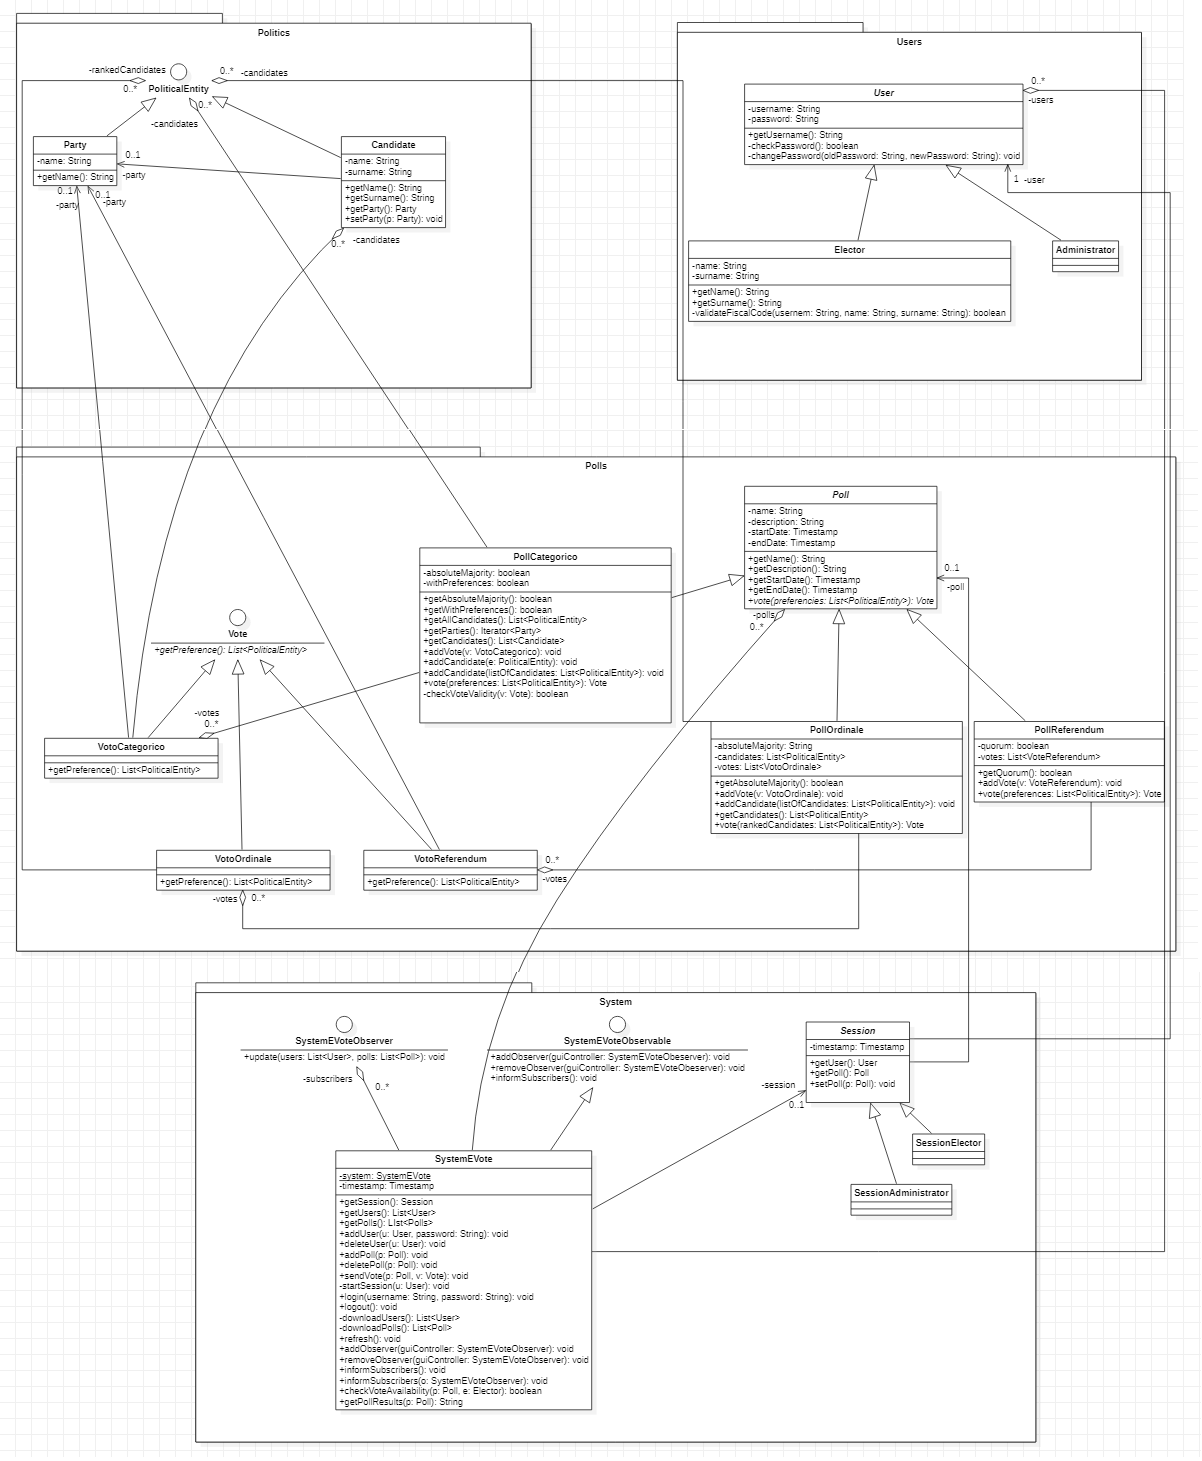 Politics
-rankedCandidates
0..*
PoliticalEntity
0..*
-candidates
0..*
-candidates
Party
-name: String
+getName(): String
0..1
-party
Candidate
-name: String
-surname: String
+getName(): String
+getSurname(): String
+getParty(): Party
+setParty(p: Party): void
0..1
-party
0..1
-party
0..*
-candidates
Users
User
-username: String
-password: String
+getUsername(): String
-checkPassword(): boolean
-changePassword(oldPassword: String, newPassword: String): void
0..*
-users
1
-user
Elector
-name: String
-surname: String
+getName(): String
+getSurname(): String
-validateFiscalCode(usernem: String, name: String, surname: String): boolean
Administrator
Polls
Poll
-name: String
-description: String
-startDate: Timestamp
-endDate: Timestamp
+getName(): String
+getDescription(): String
+getStartDate(): Timestamp
+getEndDate(): Timestamp
+vote(preferencies: List<PoliticalEntity>): Vote
0..1
-poll
-polls
0..*
PollCategorico
-absoluteMajority: boolean
-withPreferences: boolean
+getAbsoluteMajority(): boolean
+getWithPreferences(): boolean
+getAllCandidates(): List<PoliticalEntity>
+getParties(): Iterator<Party>
+getCandidates(): List<Candidate>
+addVote(v: VotoCategorico): void
+addCandidate(e: PoliticalEntity): void
+addCandidate(listOfCandidates: List<PoliticalEntity>): void
+vote(preferences: List<PoliticalEntity>): Vote
-checkVoteValidity(v: Vote): boolean
Vote
+getPreference(): List<PoliticalEntity>
-votes
0..*
VotoCategorico
+getPreference(): List<PoliticalEntity>
PollOrdinale
-absoluteMajority: String
-candidates: List<PoliticalEntity>
-votes: List<VotoOrdinale>
+getAbsoluteMajority(): boolean
+addVote(v: VotoOrdinale): void
+addCandidate(listOfCandidates: List<PoliticalEntity>): void
+getCandidates(): List<PoliticalEntity>
+vote(rankedCandidates: List<PoliticalEntity>): Vote
PollReferendum
-quorum: boolean
-votes: List<VoteReferendum>
+getQuorum(): boolean
+addVote(v: VoteReferendum): void
+vote(preferences: List<PoliticalEntity>): Vote
VotoOrdinale
+getPreference(): List<PoliticalEntity>
-votes
0..*
VotoReferendum
+getPreference(): List<PoliticalEntity>
0..*
-votes
System
SystemEVoteObserver
+update(users: List<User>, polls: List<Poll>): void
-subscribers
0..*
SystemEVoteObservable
+addObserver(guiController: SystemEVoteObeserver): void
+removeObserver(guiController: SystemEVoteObeserver): void
+informSubscribers(): void
Session
-timestamp: Timestamp
+getUser(): User
+getPoll(): Poll
+setPoll(p: Poll): void
-session
0..1
SessionElector
SessionAdministrator
SystemEVote
-system: SystemEVote
-timestamp: Timestamp
+getSession(): Session
+getUsers(): List<User>
+getPolls(): LIst<Polls>
+addUser(u: User, password: String): void
+deleteUser(u: User): void
+addPoll(p: Poll): void
+deletePoll(p: Poll): void
+sendVote(p: Poll, v: Vote): void
-startSession(u: User): void
+login(username: String, password: String): void
+logout(): void
-downloadUsers(): List<User>
-downloadPolls(): List<Poll>
+refresh(): void
+addObserver(guiController: SystemEVoteObserver): void
+removeObserver(guiController: SystemEVoteObserver): void
+informSubscribers(): void
+informSubscribers(o: SystemEVoteObserver): void
+checkVoteAvailability(p: Poll, e: Elector): boolean
+getPollResults(p: Poll): String